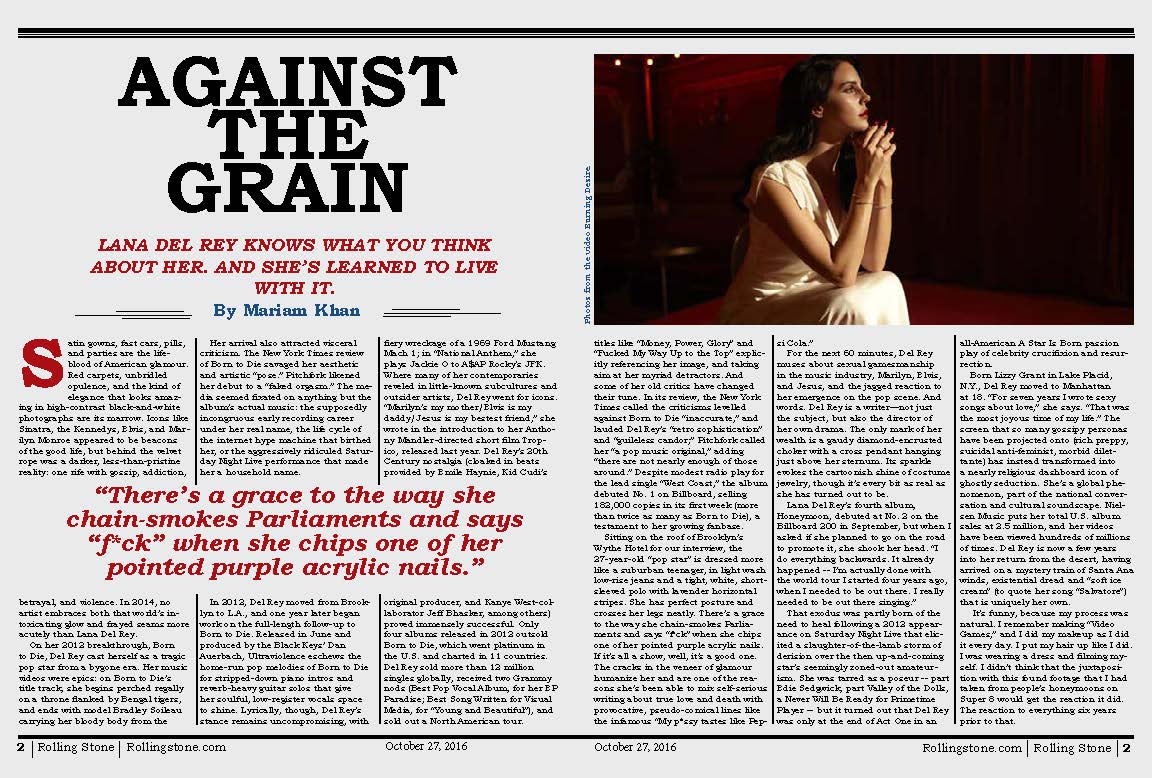 AGAINST
THE
GRAIN
LANA DEL REY KNOWS WHAT YOU THINK
ABOUT HER. AND SHE'S LEARNED TO LIVE
WITH IT.
By Mariam Khan
Satin gowns, fast cars, pills,
and parties are the life-
blood of American glamour.
Red carpets, unbridled
opulence, and the kind of
elegance that looks amaz-
ing in high-contrast black-and-white
photographs are its marrow. Icons like
Sinatra, the Kennedys, Elvis, and Mar-
ilyn Monroe appeared to be beacons
of the good life, but behind the velvet
rope was a darker, less-than-pristine
reality: one rife with gossip, addiction,
betrayal, and violence. In 2014, no
artist embraces both that world's in-
toxicating glow and frayed seams more
acutely than Lana Del Rey.
On her 2012 breakthrough, Born
to Die, Del Rey cast herself as a tragic
pop star from a bygone era. Her music
videos were epics: on Born to Die's
title track, she begins perched regally
on a throne flanked by Bengal tigers,
and ends with model Bradley Soileau
carrying her bloody body from the
Her arrival also attracted visceral
criticism. The New York Times review
of Born to Die savaged her aesthetic
and artistic "pose." Pitchfork likened
her debut to a "faked orgasm." The me-
dia seemed fixated on anything but the
album's actual music: the supposedly
incongruous early recording career
under her real name, the life cycle of
the internet hype machine that birthed
her, or the aggressively ridiculed Satur-
day Night Live performance that made
her a household name.
In 2012, Del Rey moved from Brook-
lyn to L.A., and one year later began
work on the full-length follow-up to
Born to Die. Released in June and
produced by the Black Keys' Dan
Auerbach, Ultraviolence eschews the
home-run pop melodies of Born to Die
for stripped-down piano intros and
reverb-heavy guitar solos that give
her soulful, low-register vocals space
to shine. Lyrically, though, Del Rey's
stance remains uncompromising, with
fiery wreckage of a 1969 Ford Mustang
Mach 1; in "National Anthem," she
plays Jackie O to A$AP Rocky's JFK.
Where many of her contemporaries
reveled in little-known subcultures and
outsider artists, Del Rey went for icons.
"Marilyn's my mother/Elvis is my
daddy/Jesus is my bestest friend," she
wrote in the introduction to her Antho-
ny Mandler-directed short film Trop-
ico, released last year. Del Rey's 20th
Century nostalgia (cloaked in beats
provided by Emile Haynie, Kid Cudi's
original producer, and Kanye West-col-
laborator Jeff Bhasker, among others)
proved immensely successful. Only
four albums released in 2012 outsold
Born to Die, which went platinum in
the U.S. and charted in 11 countries.
Del Rey sold more than 12 million
singles globally, received two Grammy
nods (Best Pop Vocal Album, for her EP
Paradise; Best Song Written for Visual
Media, for "Young and Beautiful"), and
sold out a North American tour.
"There's a grace to the way she
chain-smokes Parliaments and says
"f*ck" when she chips one of her
pointed purple acrylic nails."
Photos from the video Burning Desire
titles like "Money, Power, Glory" and
"Fucked My Way Up to the Top" explic-
itly referencing her image, and taking
aim at her myriad detractors. And
some of her old critics have changed
their tune. In its review, the New York
Times called the criticisms levelled
against Born to Die "inaccurate," and
lauded Del Rey's "retro sophistication"
and "guileless candor;" Pitchfork called
her "a pop music original," adding
"there are not nearly enough of those
around." Despite modest radio play for
the lead single "West Coast," the album
debuted No. 1 on Billboard, selling
182,000 copies in its first week (more
than twice as many as Born to Die), a
testament to her growing fanbase.
Sitting on the roof of Brooklyn's
Wythe Hotel for our interview, the
27-year-old "pop star" is dressed more
like a suburban teenager, in light wash
low-rise jeans and a tight, white, short-
sleeved polo with lavender horizontal
stripes. She has perfect posture and
crosses her legs neatly. There's a grace
to the way she chain-smokes Parlia-
ments and says "f*ck" when she chips
one of her pointed purple acrylic nails.
If it's all a show, well, it's a good one.
The cracks in the veneer of glamour
humanize her and are one of the rea-
sons she's been able to mix self-serious
writing about true love and death with
provocative, pseudo-comical lines like
the infamous "My p*ssy tastes like Pep-
si Cola."
For the next 60 minutes, Del Rey
muses about sexual gamesmanship
in the music industry, Marilyn, Elvis,
and Jesus, and the jagged reaction to
her emergence on the pop scene. And
words. Del Rey is a writer—not just
the subject, but also the director of
her own drama. The only mark of her
wealth is a gaudy diamond-encrusted
choker with a cross pendant hanging
just above her sternum. Its sparkle
evokes the cartoonish shine of costume
jewelry, though it's every bit as real as
she has turned out to be.
Lana Del Rey's fourth album,
Honeymoon, debuted at No. 2 on the
Billboard 200 in September, but when I
asked if she planned to go on the road
to promote it, she shook her head. "I
do everything backwards. It already
happened -- I'm actually done with
the world tour I started four years ago,
when I needed to be out there. I really
needed to be out there singing."
That exodus was partly born of the
need to heal following a 2012 appear-
ance on Saturday Night Live that elic-
ited a slaughter-of-the-lamb storm of
derision over the then up-and-coming
star's seemingly zoned-out amateur-
ism. She was tarred as a poseur -- part
Edie Sedgwick, part Valley of the Dolls,
a Never Will Be Ready for Primetime
Player -- but it turned out that Del Rey
was only at the end of Act One in an
all-American A Star Is Born passion
play of celebrity crucifixion and resur-
rection.
Born Lizzy Grant in Lake Placid,
N.Y., Del Rey moved to Manhattan
at 18. "For seven years I wrote sexy
songs about love," she says. "That was
the most joyous time of my life." The
screen that so many gossipy personas
have been projected onto (rich preppy,
suicidal anti-feminist, morbid dilet-
tante) has instead transformed into
a nearly religious dashboard icon of
ghostly seduction. She's a global phe-
nomenon, part of the national conver-
sation and cultural soundscape. Niel-
sen Music puts her total U.S. album
sales at 2.5 million, and her videos
have been viewed hundreds of millions
of times. Del Rey is now a few years
into her return from the desert, having
arrived on a mystery train of Santa Ana
winds, existential dread and "soft ice
cream" (to quote her song "Salvatore")
that is uniquely her own.
It's funny, because my process was
natural. I remember making "Video
Games," and I did my makeup as I did
it every day. I put my hair up like I did.
I was wearing a dress and filming my-
self. I didn't think that the juxtaposi-
tion with this found footage that I had
taken from people's honeymoons on
Super 8 would get the reaction it did.
The reaction to everything six years
prior to that.
2 Rolling Stone Rollingstone.com
October 27, 2016
October 27, 2016
Rollingstone.com Rolling Stone 2